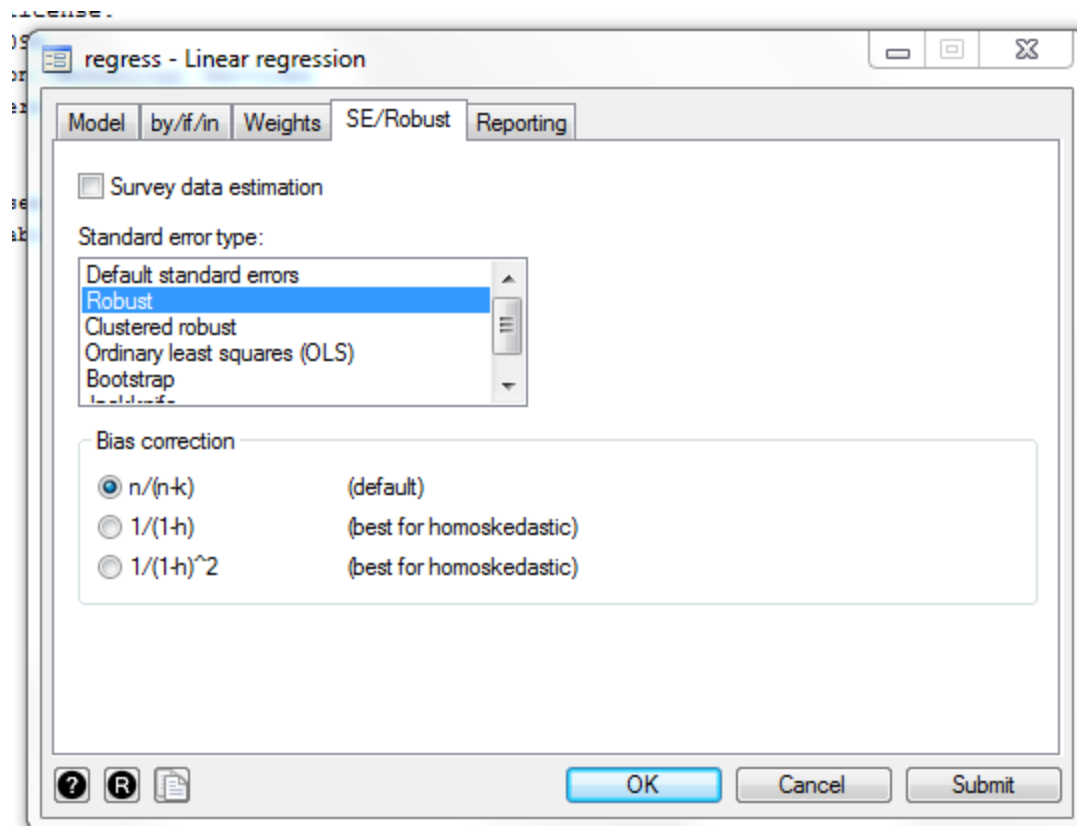 regress - Linear regression
Model by/if/in Weights SE/Robust Reporting
Survey data estimation
Standard error type:
Default standard errors
Robust
Clustered robust
Ordinary least squares (OLS)
Bootstrap
Bias correction
n/(n-k) (default)
1/(1-h) (best for homoskedastic)
1/(1-h)^2 (best for homoskedastic)
? R
OK Cancel Submit